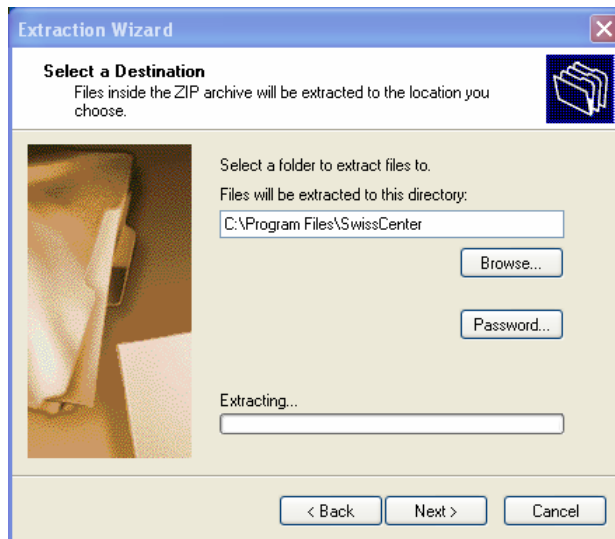 Extraction Wizard
Select a Destination
Files inside the ZIP archive will be extracted to the location you
choose.
Select a folder to extract files to.
Files will be extracted to this directory:
C:\Program Files\SwissCenter
Browse...
Password...
Extracting...
< Back
Next >
Cancel